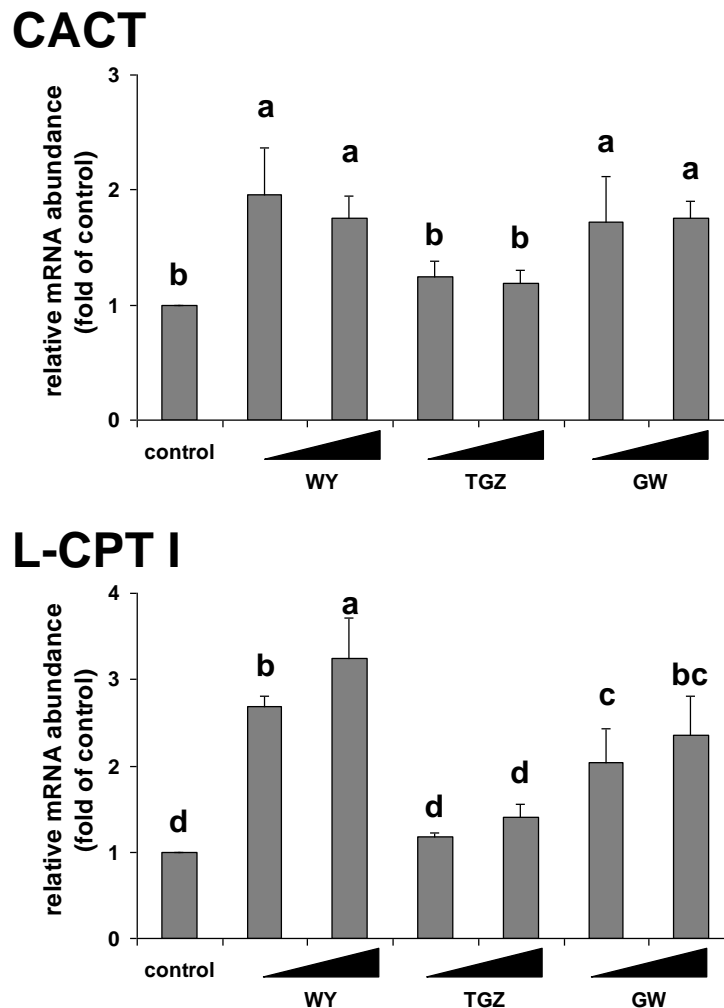 CACT
relative mRNA abundance
(fold of control)
3
2
1
0
b
a
a
b
b
a
a
control
WY
TGZ
GW
L-CPT I
relative mRNA abundance
(fold of control)
4
3
2
1
0
d
b
a
d
d
c
bc
control
WY
TGZ
GW